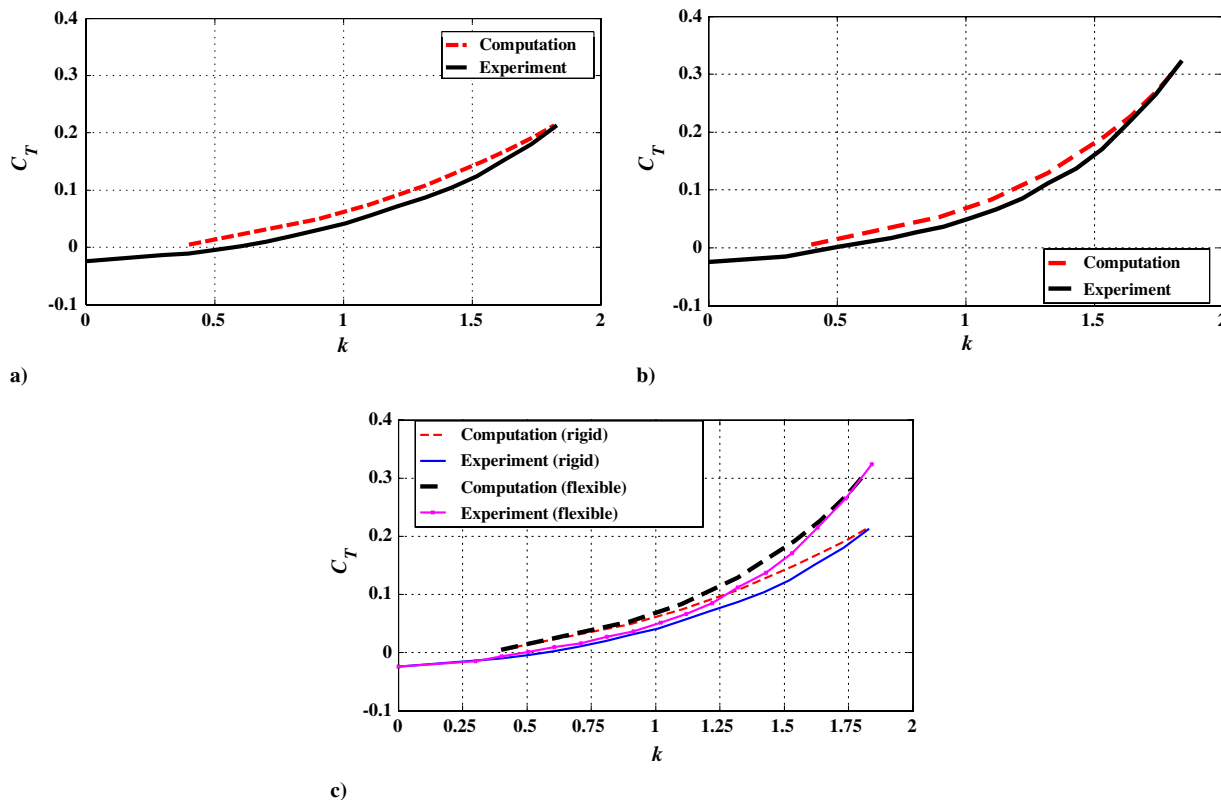 0.4
0.3
0.2
0.1
0
-0.1
C_T
Computation
Experiment
0 0.5 1 1.5 2
k
a)
0.4
0.3
0.2
0.1
0
-0.1
C_T
Computation
Experiment
0 0.5 1 1.5 2
k
b)
0.4
0.3
0.2
0.1
0
-0.1
C_T
Computation (rigid)
Experiment (rigid)
Computation (flexible)
Experiment (flexible)
0 0.25 0.5 0.75 1 1.25 1.5 1.75 2
k
c)